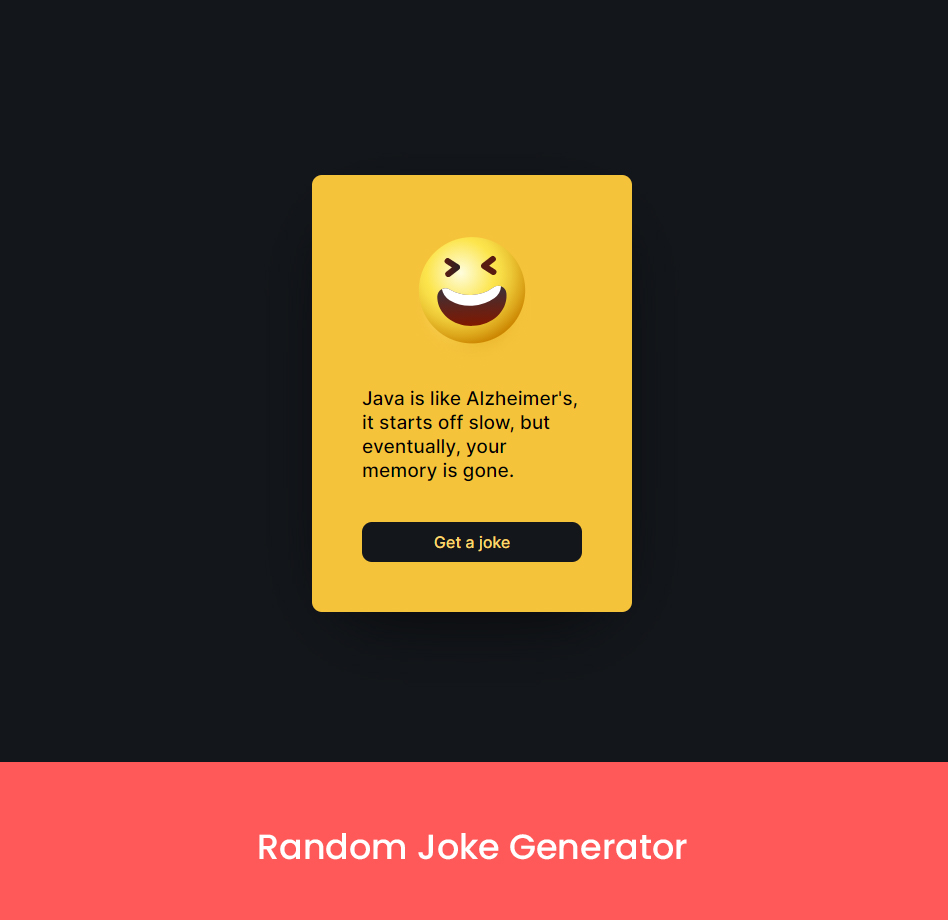 Java is like Alzheimer's,
it starts off slow, but
eventually, your
memory is gone.
Get a joke
Random Joke Generator